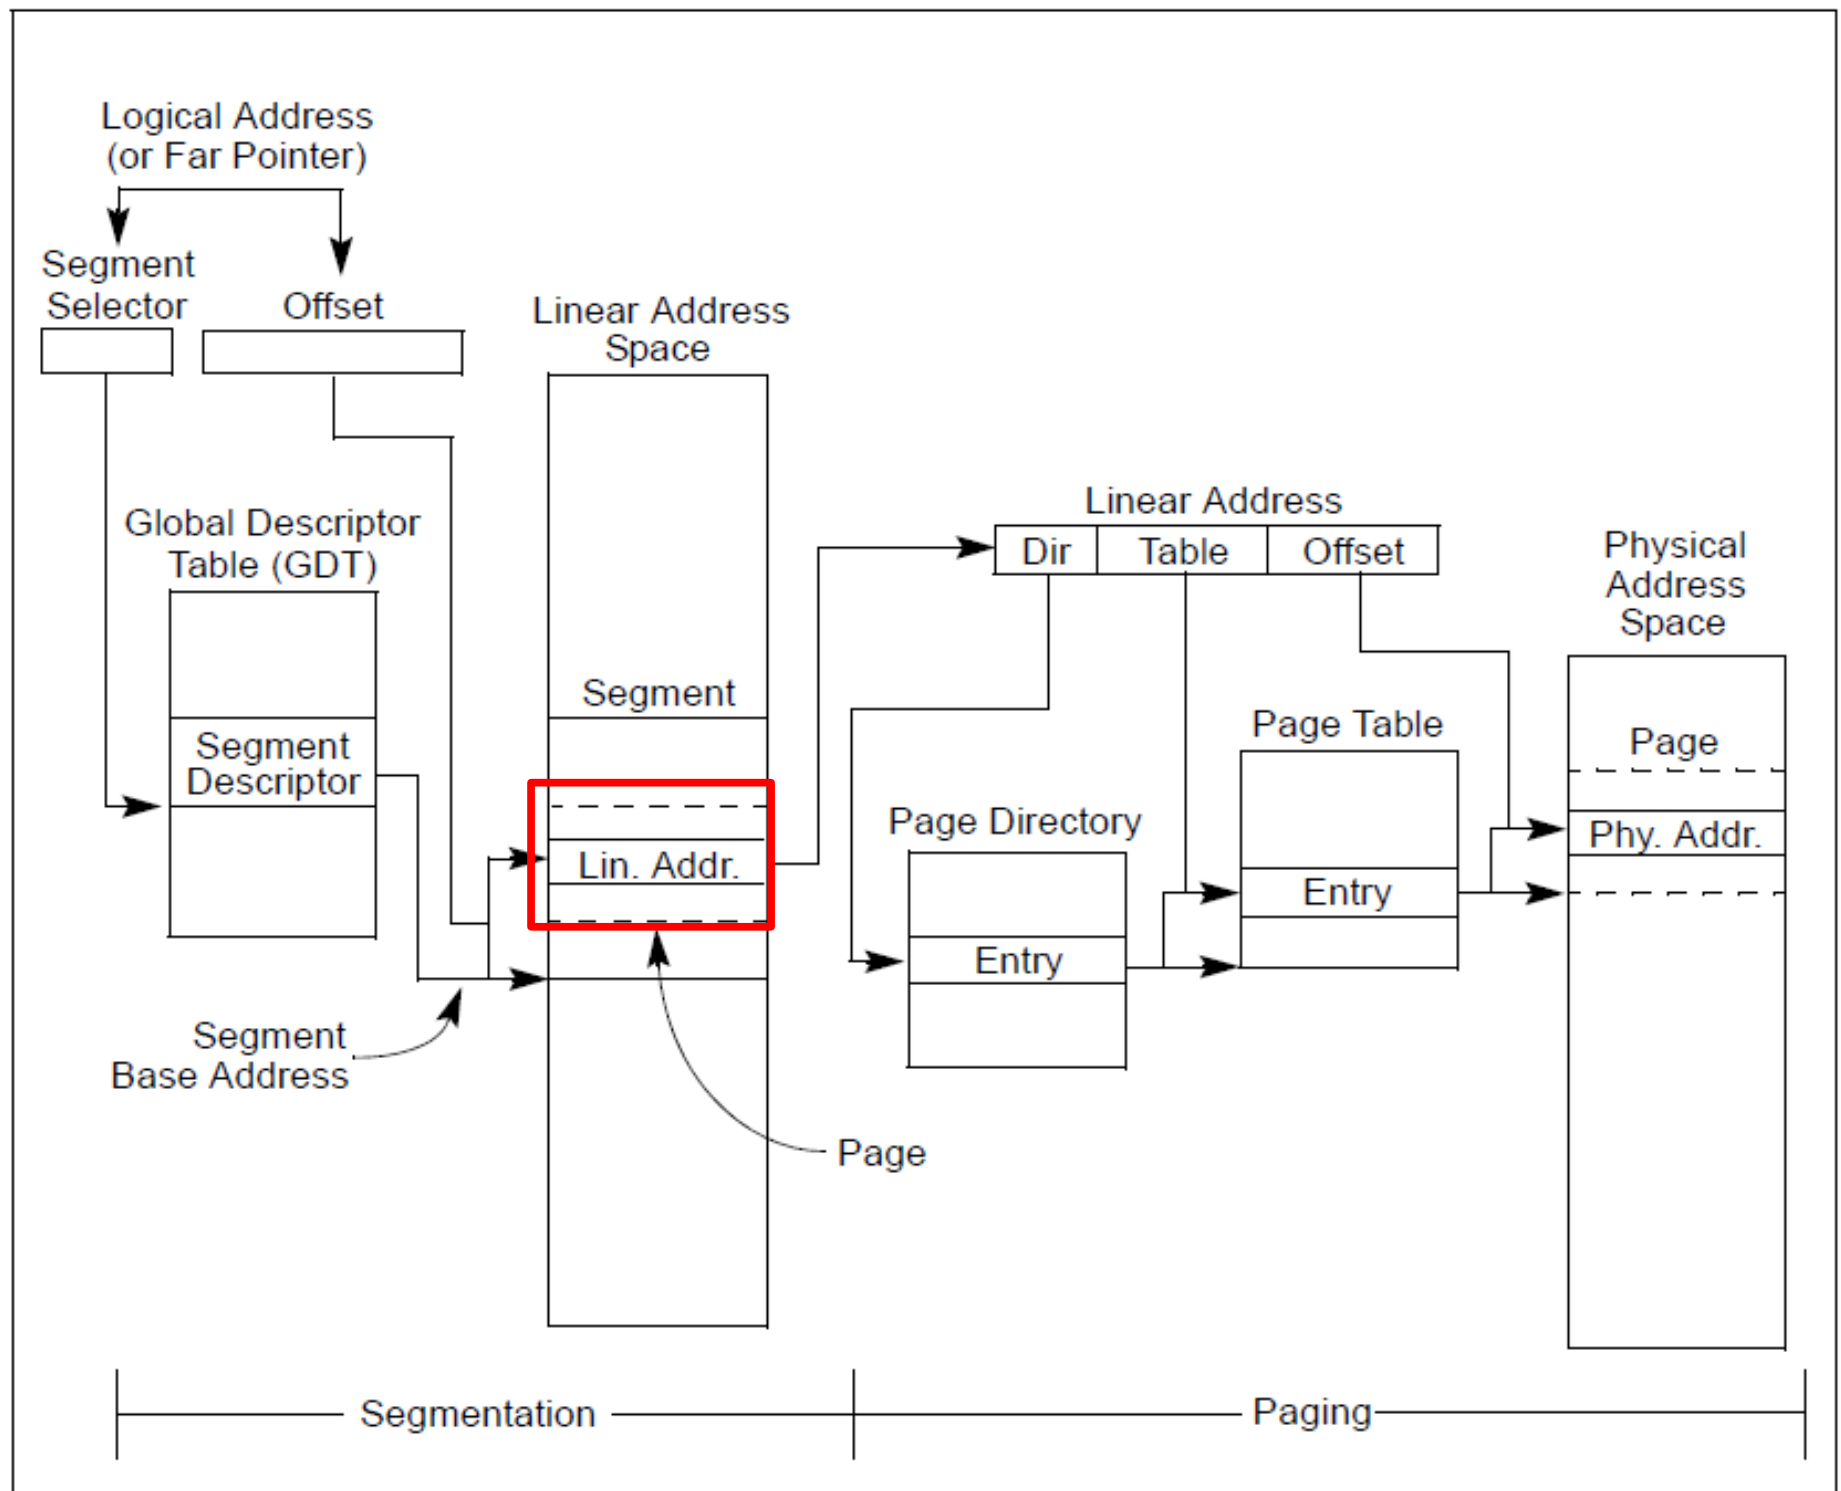 Logical Address
(or Far Pointer)
Segment
Selector
Offset
Linear Address
Space
Global Descriptor
Table (GDT)
Segment
Descriptor
Segment
Lin. Addr.
Segment
Base Address
Page
Linear Address
Dir
Table
Offset
Page Directory
Entry
Page Table
Entry
Physical
Address
Space
Page
Phy. Addr.
Segmentation
Paging